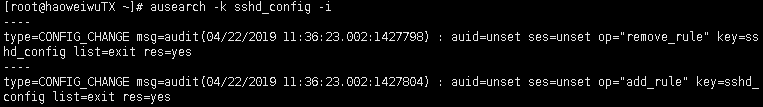 [root@haoweiwuTX ~]# ausearch -k sshd_config -i
----
type=CONFIG_CHANGE msg=audit(04/22/2019 11:36:23.002:1427798) : auid=unset ses=unset op="remove_rule" key=ss
hd_config list=exit res=yes
----
type=CONFIG_CHANGE msg=audit(04/22/2019 11:36:23.002:1427804) : auid=unset ses=unset op="add_rule" key=sshd_
config list=exit res=yes